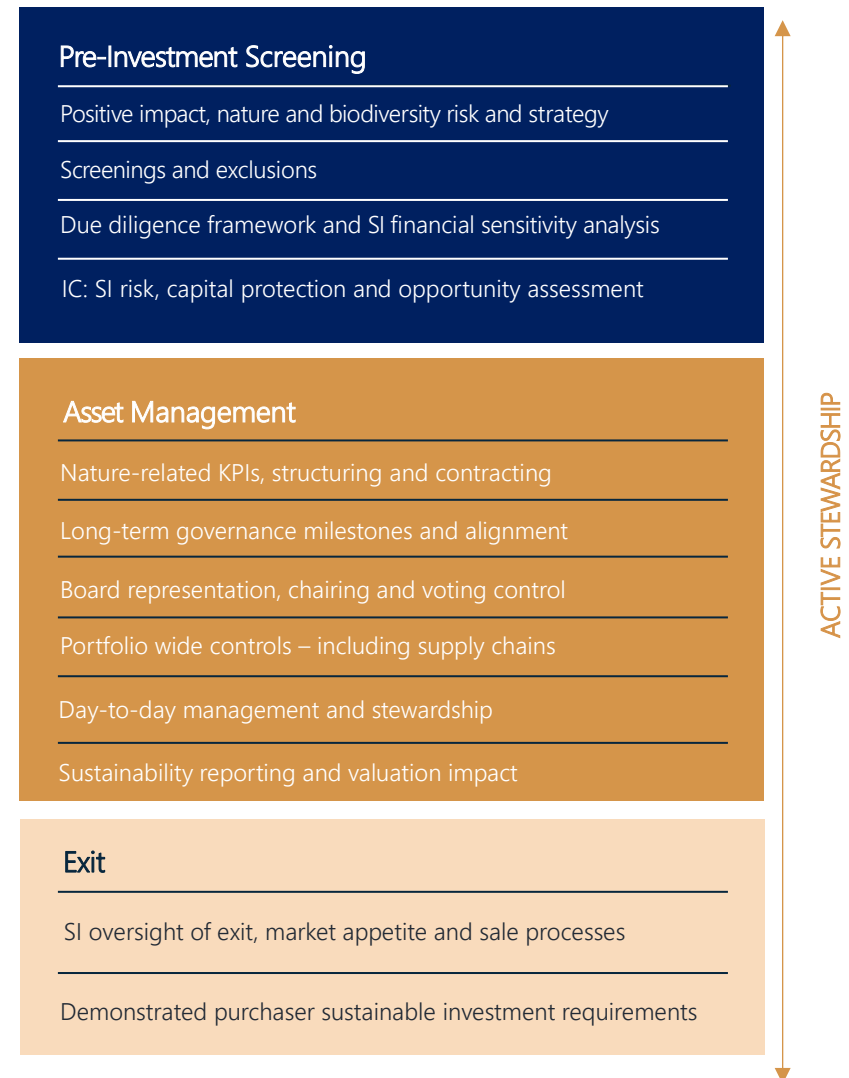 Pre-Investment Screening
Positive impact, nature and biodiversity risk and strategy
Screenings and exclusions
Due diligence framework and SI financial sensitivity analysis
IC: SI risk, capital protection and opportunity assessment
Asset Management
Nature-related KPIs, structuring and contracting
Long-term governance milestones and alignment
Board representation, chairing and voting control
Portfolio wide controls – including supply chains
Day-to-day management and stewardship
Sustainability reporting and valuation impact
Exit
SI oversight of exit, market appetite and sale processes
Demonstrated purchaser sustainable investment requirements
ACTIVE STEWARDSHIP